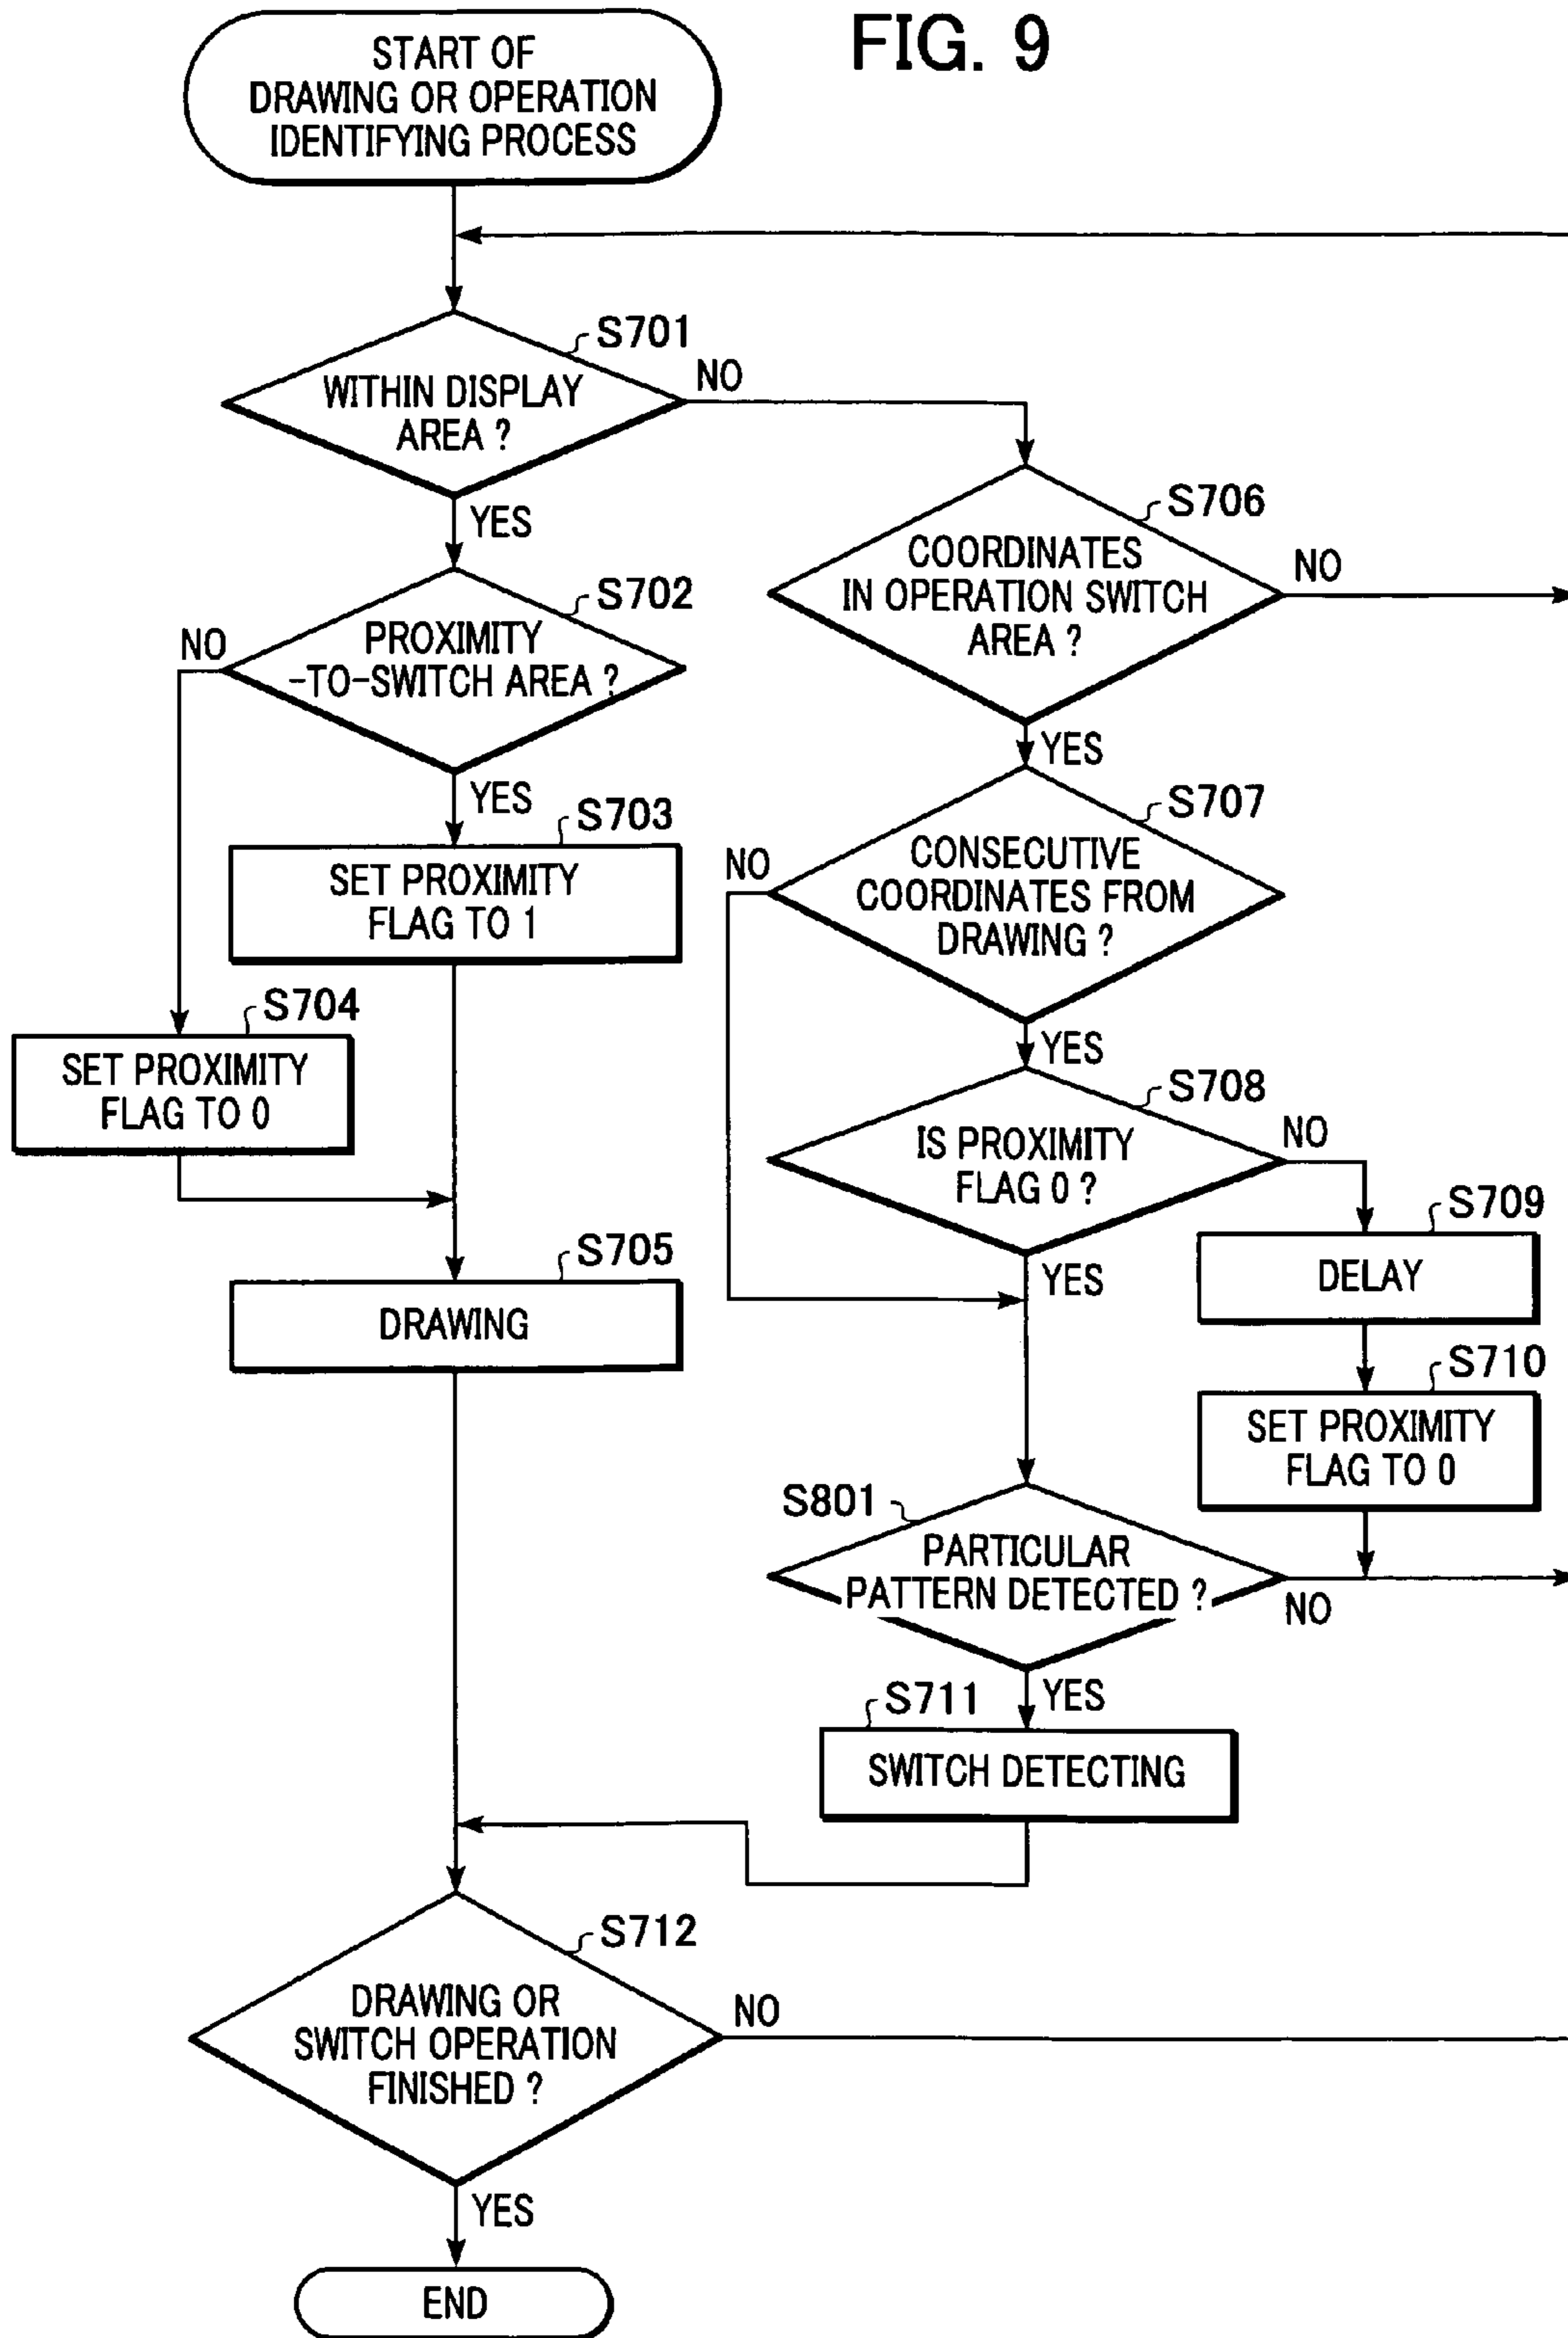 FIG. 9
START OF
DRAWING OR OPERATION
IDENTIFYING PROCESS
S701
WITHIN DISPLAY
AREA ?
NO
YES
S702
PROXIMITY
-TO-SWITCH AREA ?
NO
YES
S703
SET PROXIMITY
FLAG TO 1
S704
SET PROXIMITY
FLAG TO 0
S705
DRAWING
S706
COORDINATES
IN OPERATION SWITCH
AREA ?
NO
YES
S707
CONSECUTIVE
COORDINATES FROM
DRAWING ?
NO
YES
S708
IS PROXIMITY
FLAG 0 ?
NO
YES
S709
DELAY
S710
SET PROXIMITY
FLAG TO 0
S801
PARTICULAR
PATTERN DETECTED ?
NO
YES
S711
SWITCH DETECTING
S712
DRAWING OR
SWITCH OPERATION
FINISHED ?
NO
YES
END